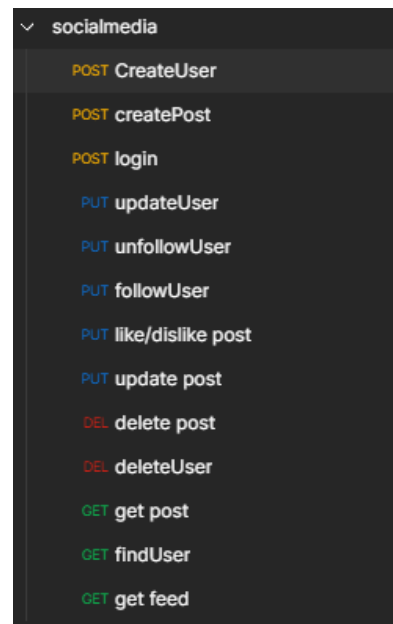 socialmedia
POST CreateUser
POST createPost
POST login
PUT updateUser
PUT unfollowUser
PUT followUser
PUT like/dislike post
PUT update post
DEL delete post
DEL deleteUser
GET get post
GET findUser
GET get feed